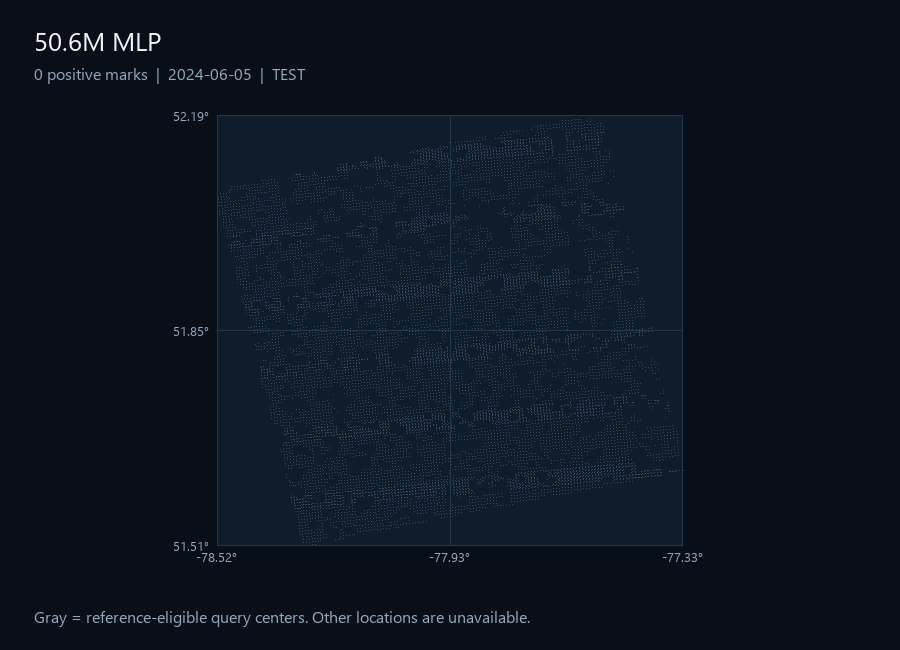 50.6M MLP
0 positive marks | 2024-06-05 | TEST
52.19°
51.85°
51.51°
-78.52°
-77.93°
-77.33°
Gray = reference-eligible query centers. Other locations are unavailable.